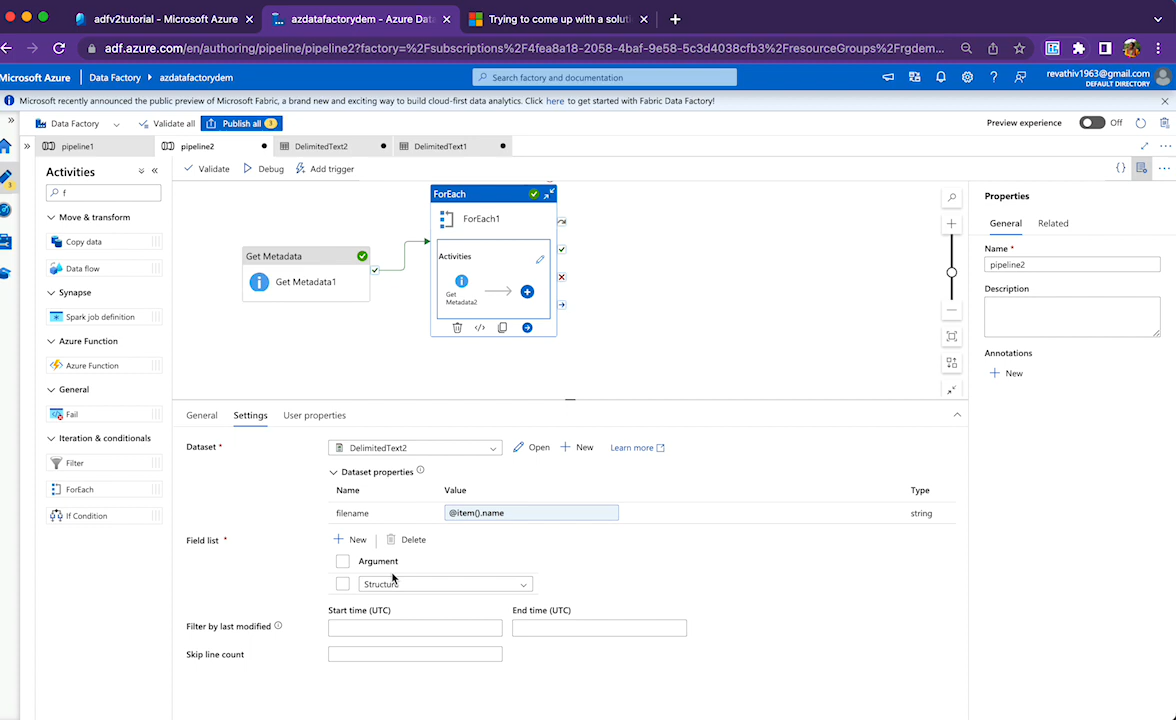 adfv2tutorial - Microsoft Azure
azdatafactorydem - Azure Dat
Trying to come up with a soluti
adf.azure.com/en/authoring/pipeline/pipeline2?factory=%2Fsubscriptions%2F4fea8a18-2058-4baf-9e58-5c3d4038cfb3%2FresourceGroups%2Frgdem...
Microsoft Azure
Data Factory
azdatafactorydem
Search factory and documentation
revathiv1963@gmail.com
DEFAULT DIRECTORY
Microsoft recently announced the public preview of Microsoft Fabric, a brand new and exciting way to build cloud-first data analytics. Click here to get started with Fabric Data Factory!
Data Factory
Validate all
Publish all
3
Preview experience
Off
pipeline1
pipeline2
DelimitedText2
DelimitedText1
3
Activities
f
Move & transform
Copy data
Data flow
Synapse
Spark job definition
Azure Function
Azure Function
General
Fail
Iteration & conditionals
Filter
ForEach
If Condition
Validate
Debug
Add trigger
Get Metadata
Get Metadata1
ForEach
ForEach1
Activities
Get
Metadata2
General
Settings
User properties
Dataset *
DelimitedText2
Open
New
Learn more
Dataset properties
Name
Value
Type
filename
@item().name
string
Field list *
New
Delete
Argument
Structure
Start time (UTC)
End time (UTC)
Filter by last modified
Skip line count
Properties
General
Related
Name *
pipeline2
Description
Annotations
New